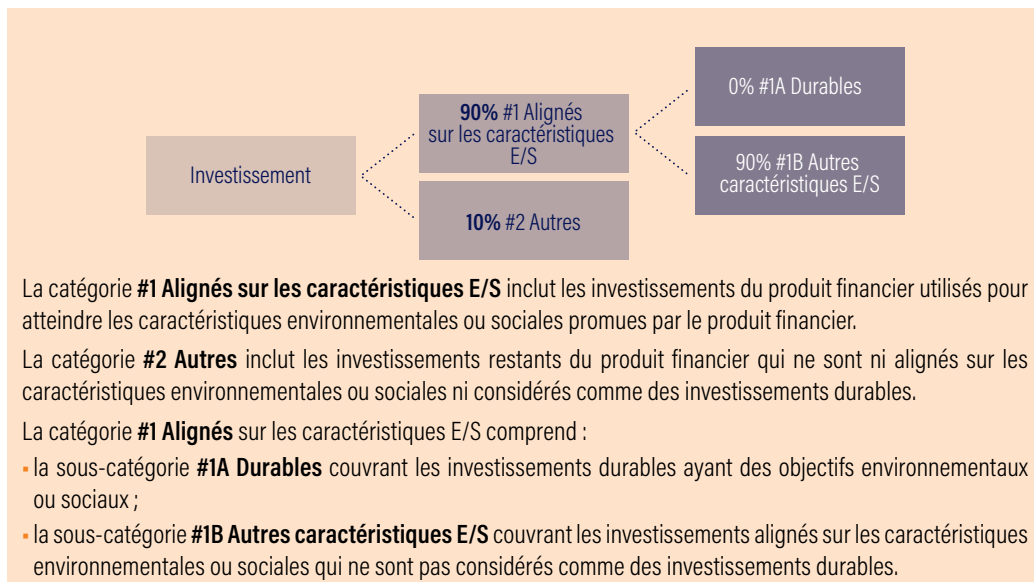 0% #1A Durables
90% #1 Alignés
sur les caractéristiques
E/S
Investissement
90% #1B Autres
caractéristiques E/S
10% #2 Autres
La catégorie #1 Alignés sur les caractéristiques E/S inclut les investissements du produit financier utilisés pour
atteindre les caractéristiques environnementales ou sociales promues par le produit financier.
La catégorie #2 Autres inclut les investissements restants du produit financier qui ne sont ni alignés sur les
caractéristiques environnementales ou sociales ni considérés comme des investissements durables.
La catégorie #1 Alignés sur les caractéristiques E/S comprend :
- la sous-catégorie #1A Durables couvrant les investissements durables ayant des objectifs environnementaux
ou sociaux ;
- la sous-catégorie #1B Autres caractéristiques E/S couvrant les investissements alignés sur les caractéristiques
environnementales ou sociales qui ne sont pas considérés comme des investissements durables.